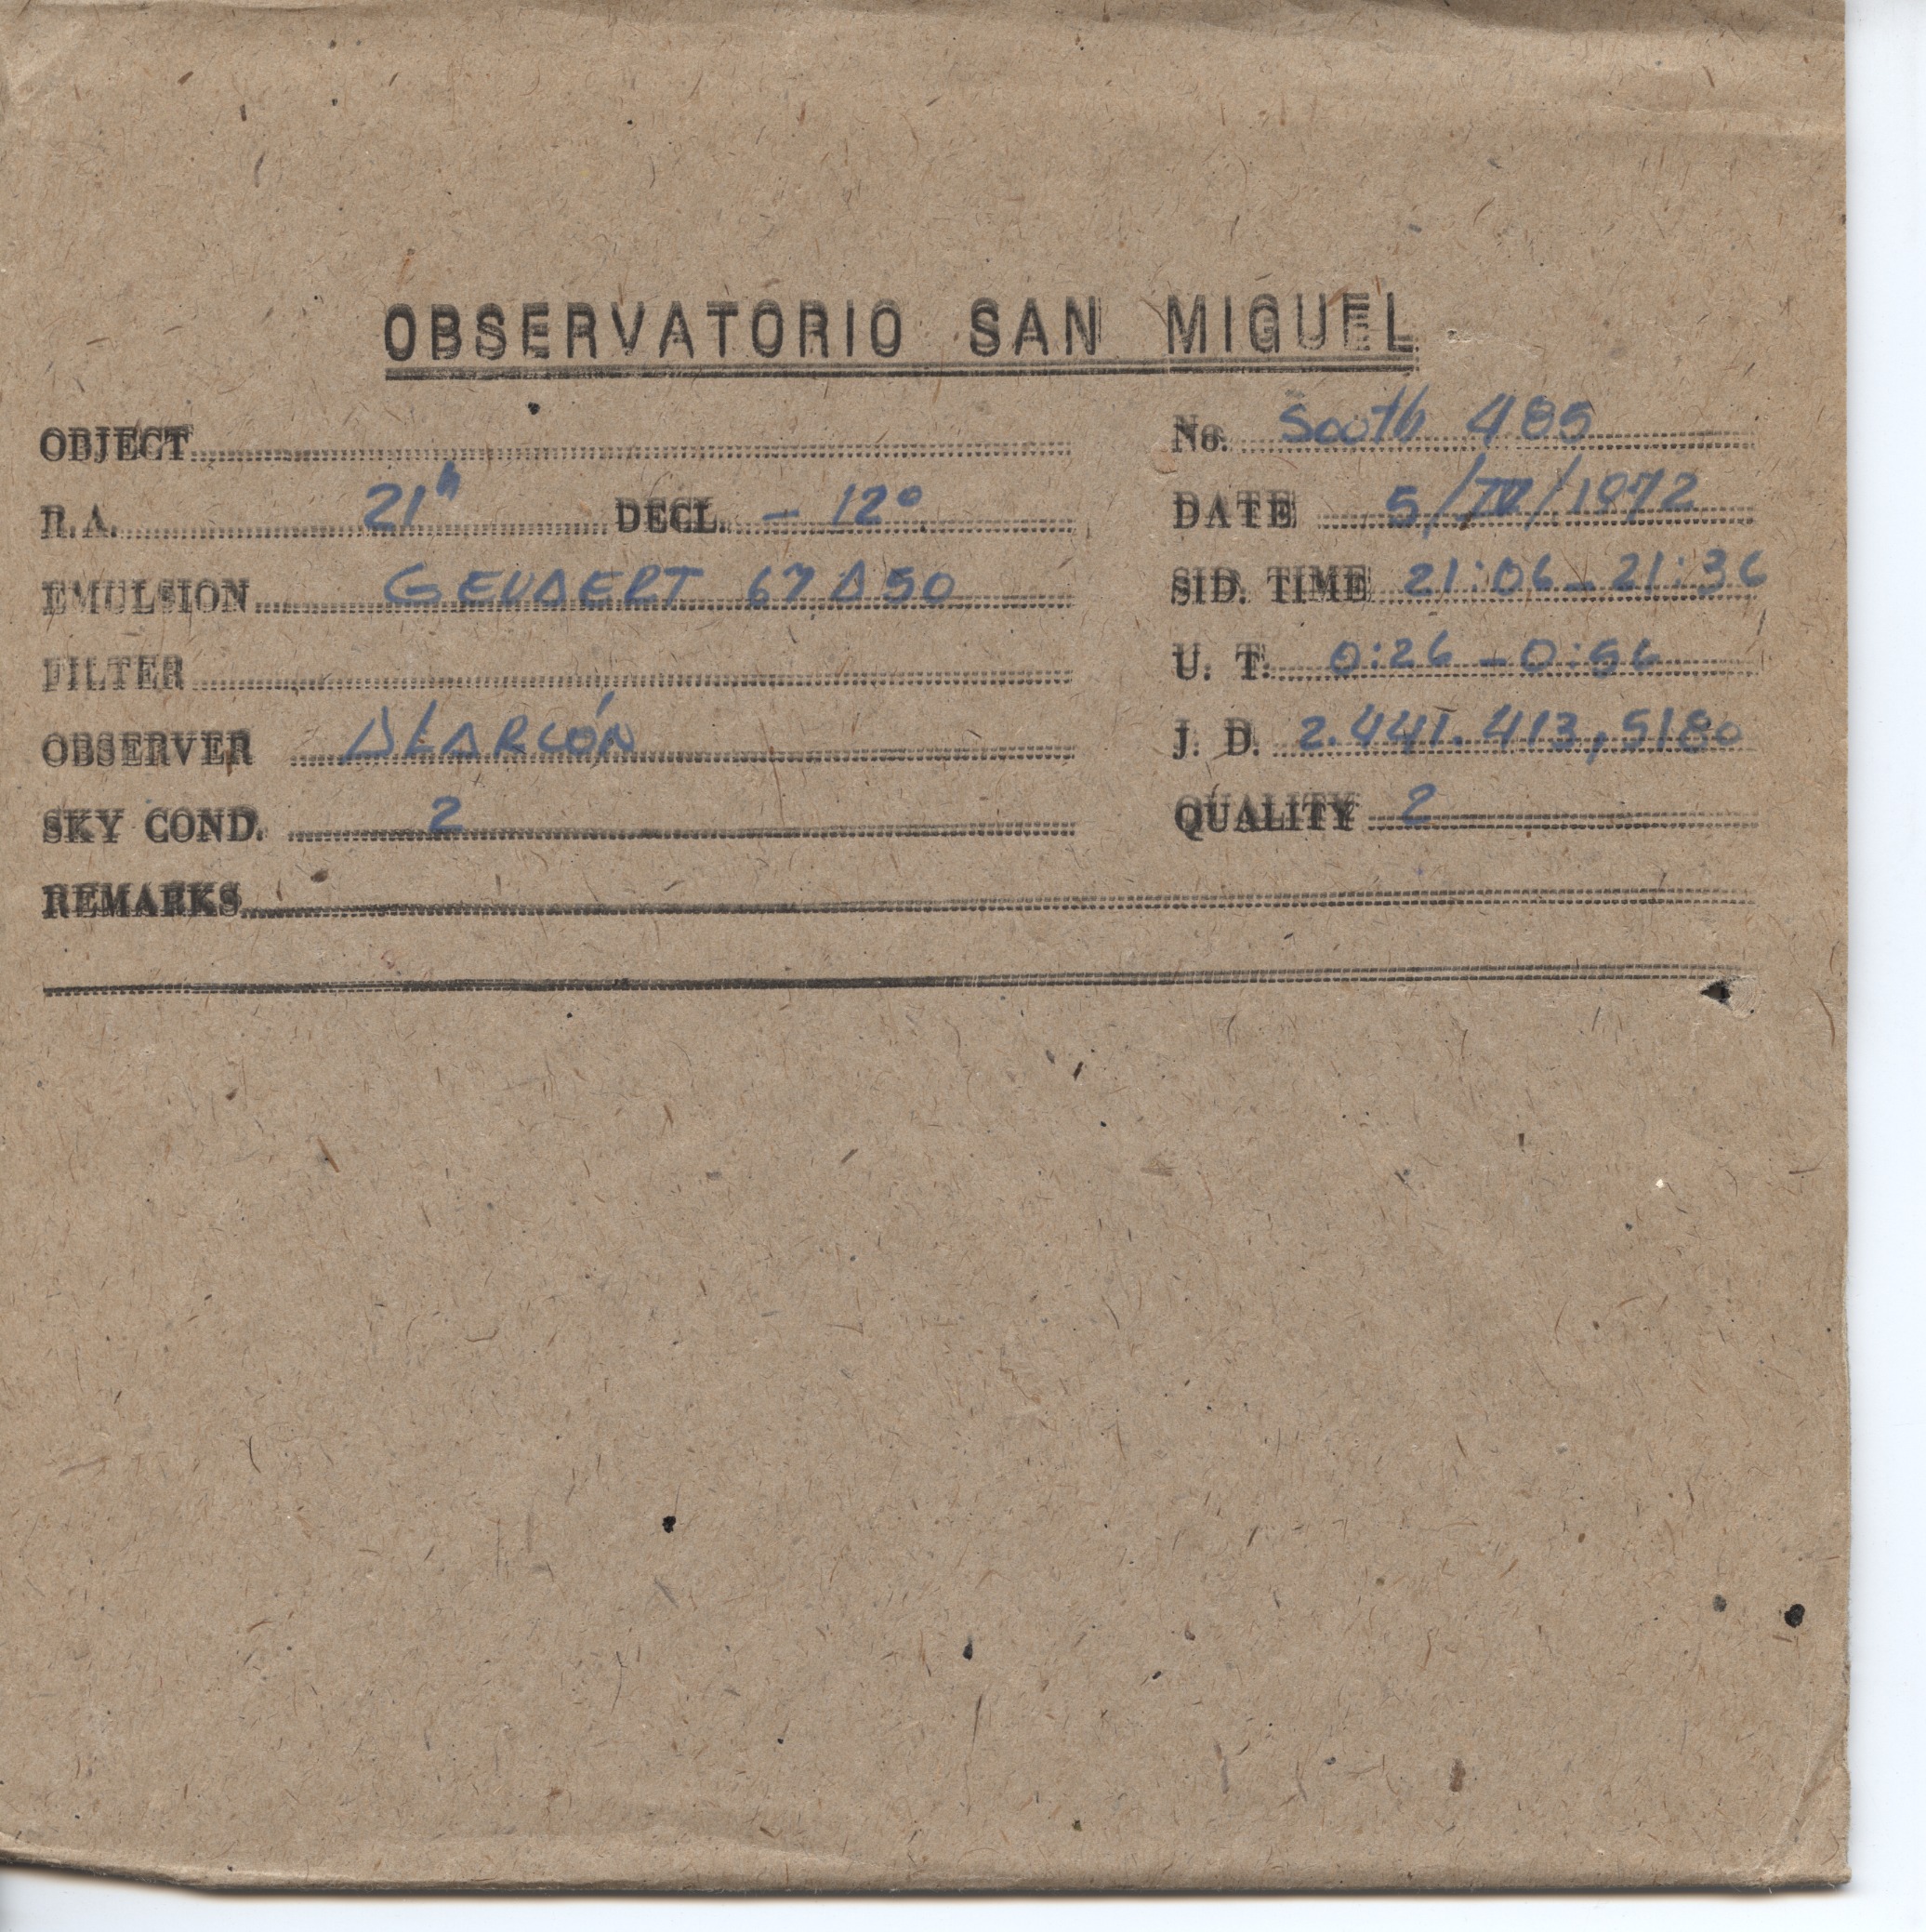 OBSERVATORIO SAN MIGUEL
OBJECT No. South 485
R.A. 21h DECL. - 12° DATE 5/IV/1972
EMULSION GEVAERT 67A50 SID. TIME 21:06-21:36
FILTER U. T. 0:26-0:56
OBSERVER ALARCÓN J. D. 2.441.413,5180
SKY COND. 2 QUALITY 2
REMARKS